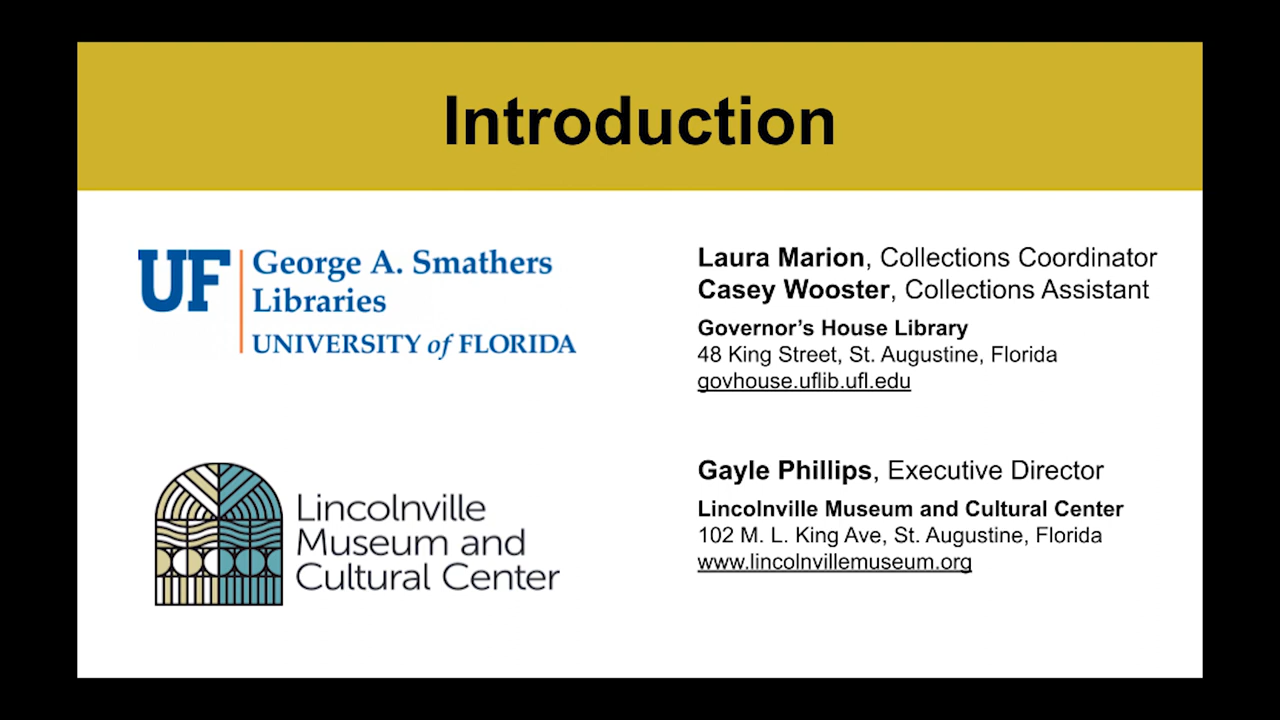 Introduction
UF
George A. Smathers
Libraries
UNIVERSITY of FLORIDA
Laura Marion, Collections Coordinator
Casey Wooster, Collections Assistant
Governor's House Library
48 King Street, St. Augustine, Florida
govhouse.uflib.ufl.edu
Lincolnville
Museum and
Cultural Center
Gayle Phillips, Executive Director
Lincolnville Museum and Cultural Center
102 M. L. King Ave, St. Augustine, Florida
www.lincolnvillemuseum.org